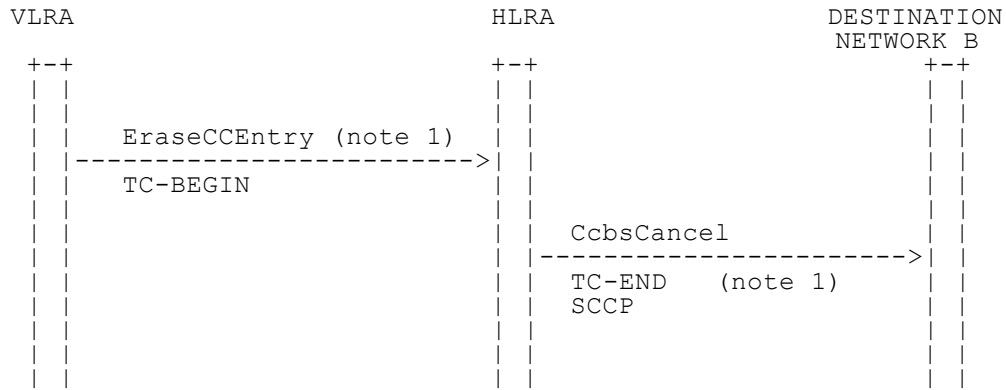 VLRA HLRA DESTINATION
NETWORK B
EraseCCEntry (note 1)
TC-BEGIN
CcbsCancel
TC-END (note 1)
SCCP